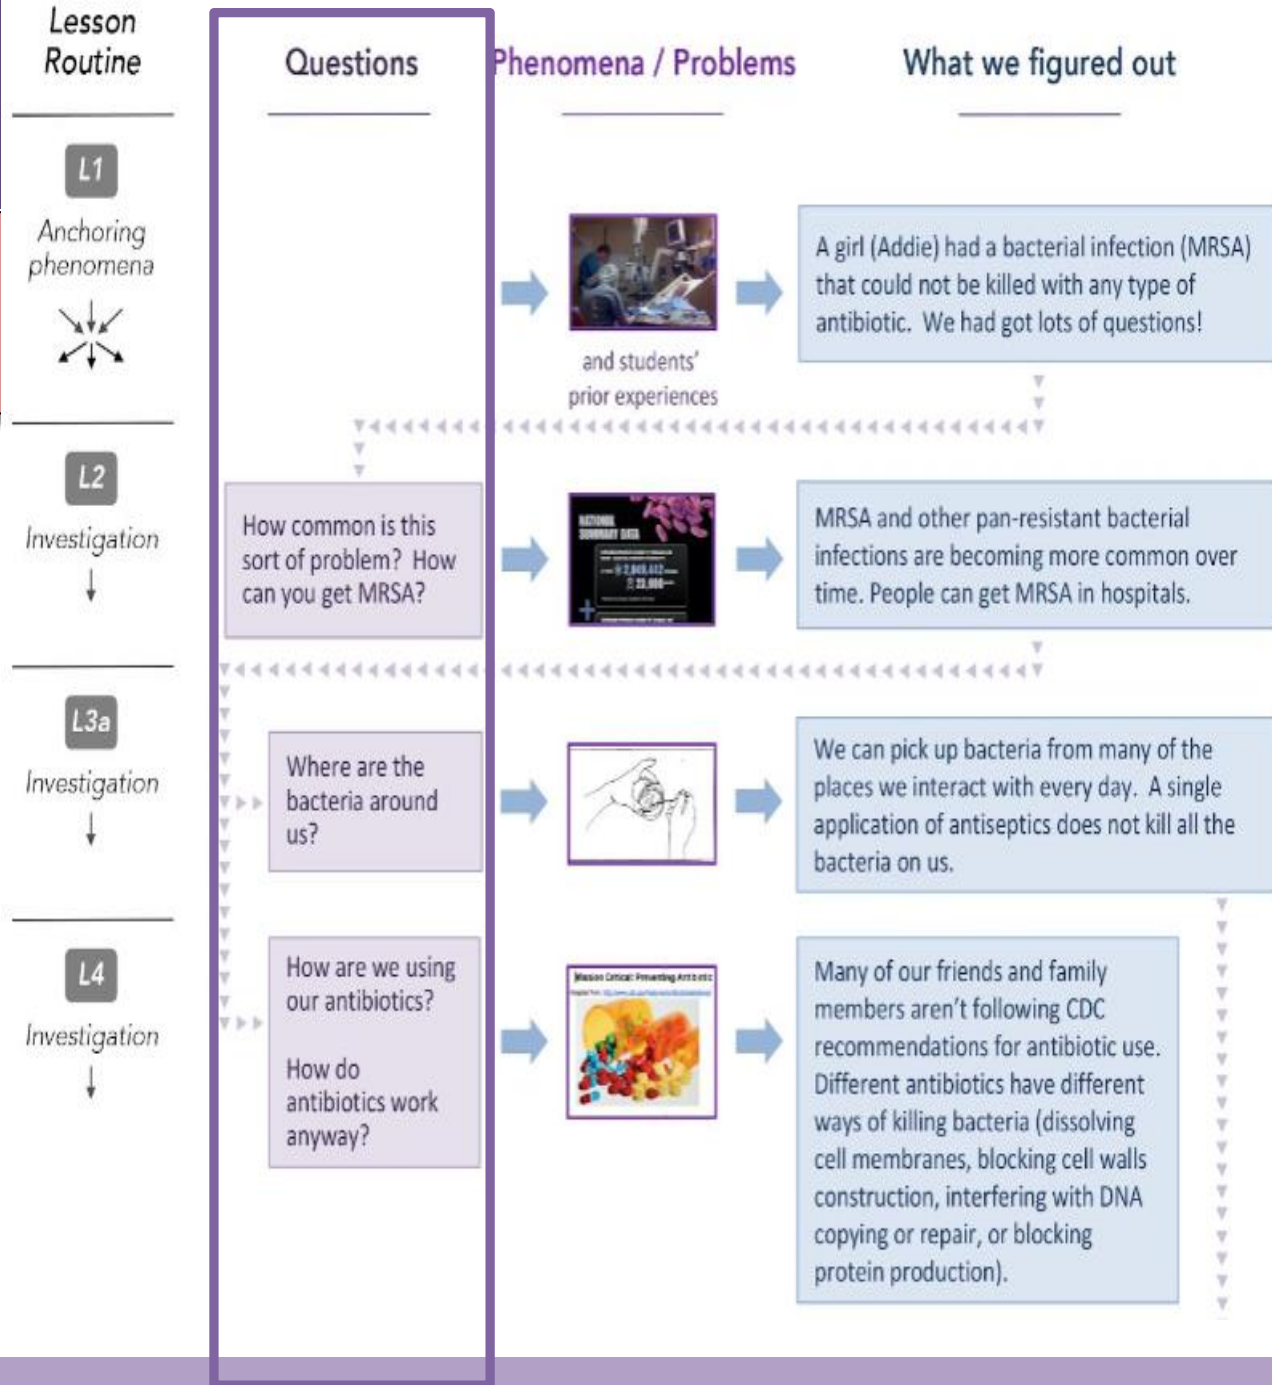 Lesson
Routine
Questions
Phenomena / Problems
What we figured out
L1
Anchoring
phenomena
and students'
prior experiences
A girl (Addie) had a bacterial infection (MRSA)
that could not be killed with any type of
antibiotic. We had got lots of questions!
L2
Investigation
How common is this
sort of problem? How
can you get MRSA?
NATIONAL
SUMMARY DATA
MRSA and other pan-resistant bacterial
infections are becoming more common over
time. People can get MRSA in hospitals.
L3a
Investigation
Where are the
bacteria around
us?
We can pick up bacteria from many of the
places we interact with every day. A single
application of antiseptics does not kill all the
bacteria on us.
L4
Investigation
How are we using
our antibiotics?
How do
antibiotics work
anyway?
Mission Critical: Preventing Antibiotic
Many of our friends and family
members aren't following CDC
recommendations for antibiotic use.
Different antibiotics have different
ways of killing bacteria (dissolving
cell membranes, blocking cell walls
construction, interfering with DNA
copying or repair, or blocking
protein production).